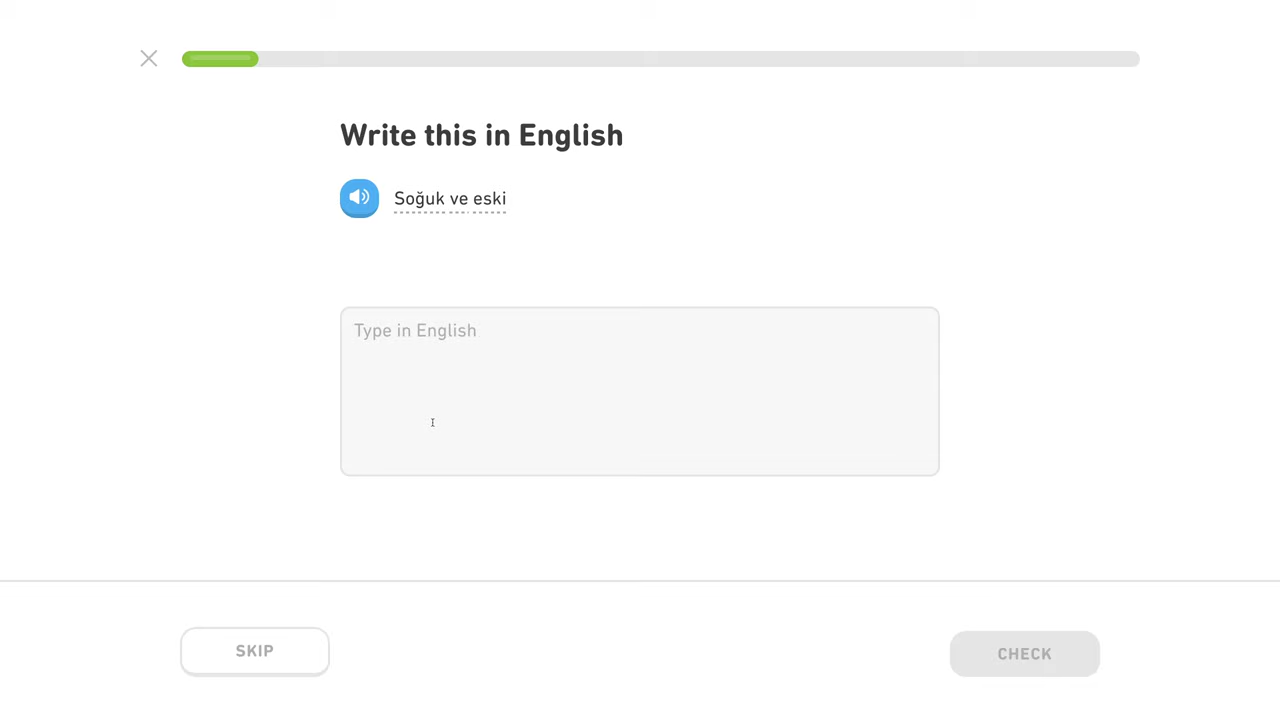 Write this in English
Soğuk ve eski
Type in English
SKIP
CHECK